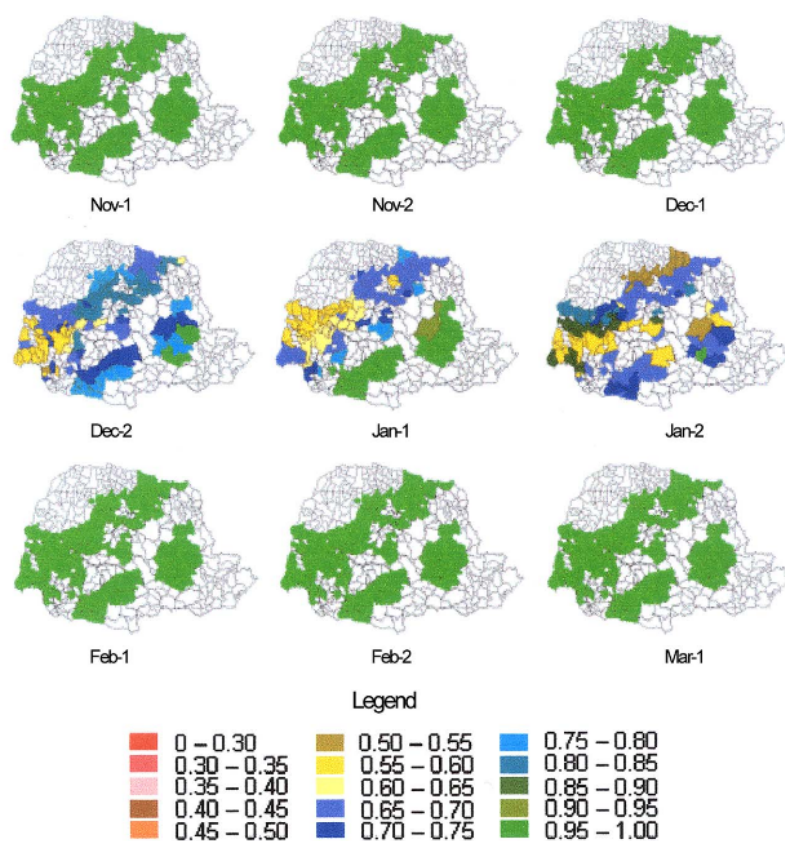 Nov-1 Nov-2 Dec-1
Dec-2 Jan-1 Jan-2
Feb-1 Feb-2 Mar-1
Legend
0 – 0.30 0.50 – 0.55 0.75 – 0.80
0.30 – 0.35 0.55 – 0.60 0.80 – 0.85
0.35 – 0.40 0.60 – 0.65 0.85 – 0.90
0.40 – 0.45 0.65 – 0.70 0.90 – 0.95
0.45 – 0.50 0.70 – 0.75 0.95 – 1.00